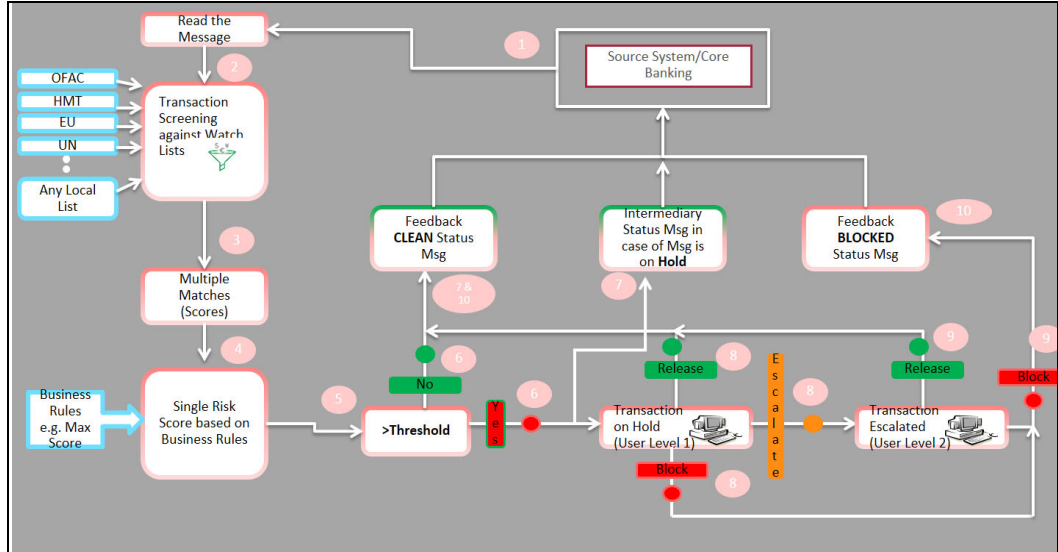 Read the
Message
1
Source System/Core
Banking
2
OFAC
HMT
EU
UN
Any Local
List
Transaction
Screening
against Watch
Lists
Feedback
CLEAN Status
Msg
Intermediary
Status Msg in
case of Msg is
on Hold
Feedback
BLOCKED
Status Msg
10
3
7 &
10
7
Multiple
Matches
(Scores)
4
6
No
8
Release
9
Release
9
Block
Business
Rules
e.g. Max
Score
Single Risk
Score based on
Business Rules
5
>Threshold
Yes
6
Transaction
on Hold
(User Level 1)
Escalate
8
Transaction
Escalated
(User Level 2)
Block
8